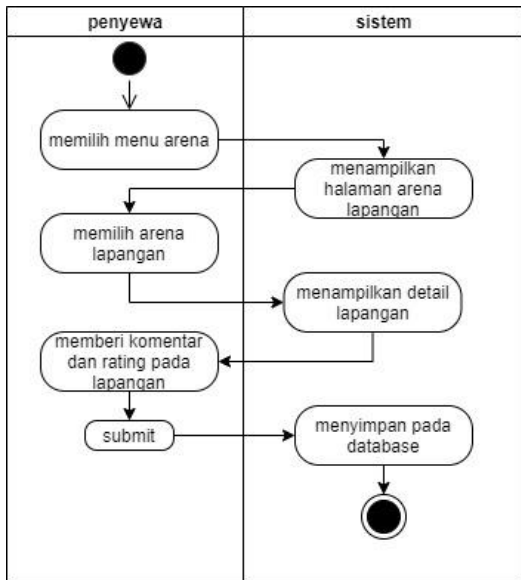 penyewa
sistem
memilih menu arena
menampilkan
halaman arena
lapangan
memilih arena
lapangan
menampilkan detail
lapangan
memberi komentar
dan rating pada
lapangan
submit
menyimpan pada
database